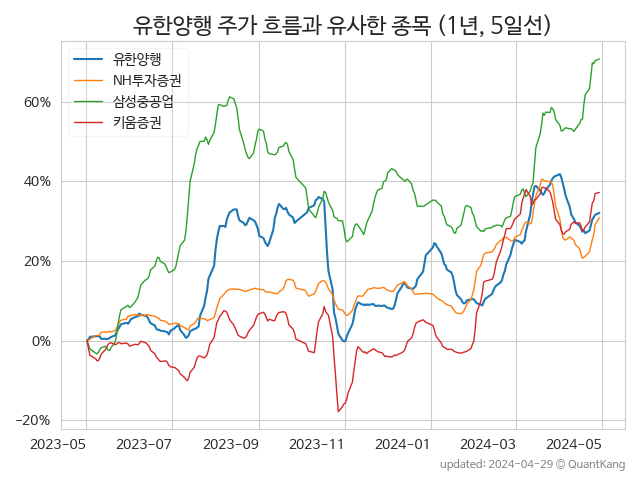 유한양행 주가 흐름과 유사한 종목 (1년, 5일선)
유한양행
NH투자증권
삼성중공업
키움증권
60%
40%
20%
0%
−20%
2023-05 2023-07 2023-09 2023-11 2024-01 2024-03 2024-05
updated: 2024-04-29 © QuantKang